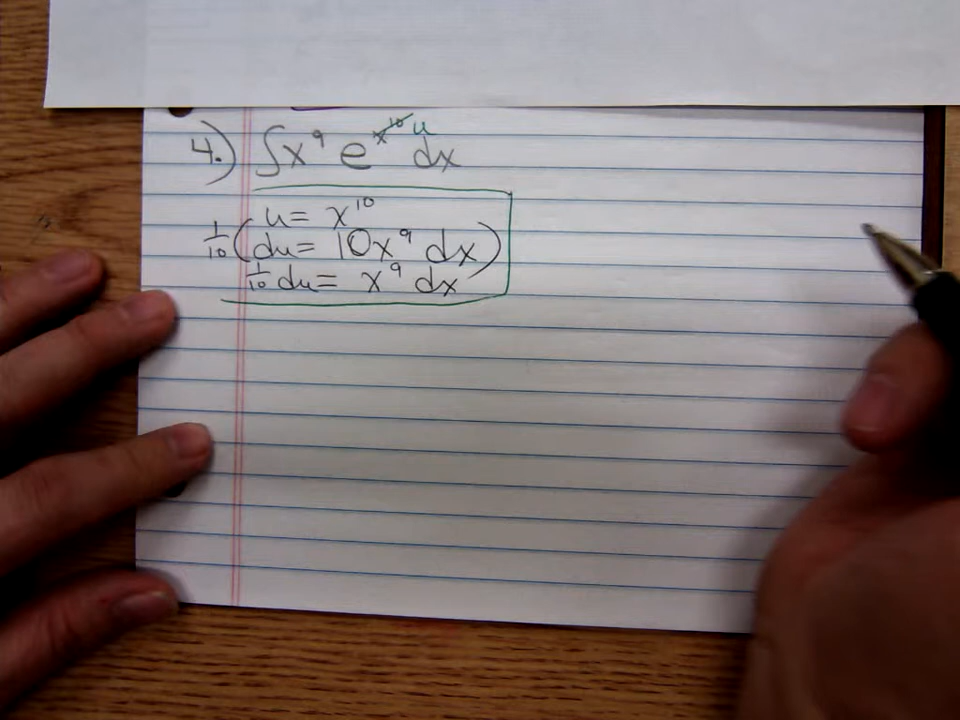 4.) ∫x⁹ e^x¹⁰ u dx
u = x¹⁰
1/10 (du = 10x⁹ dx)
1/10 du = x⁹ dx